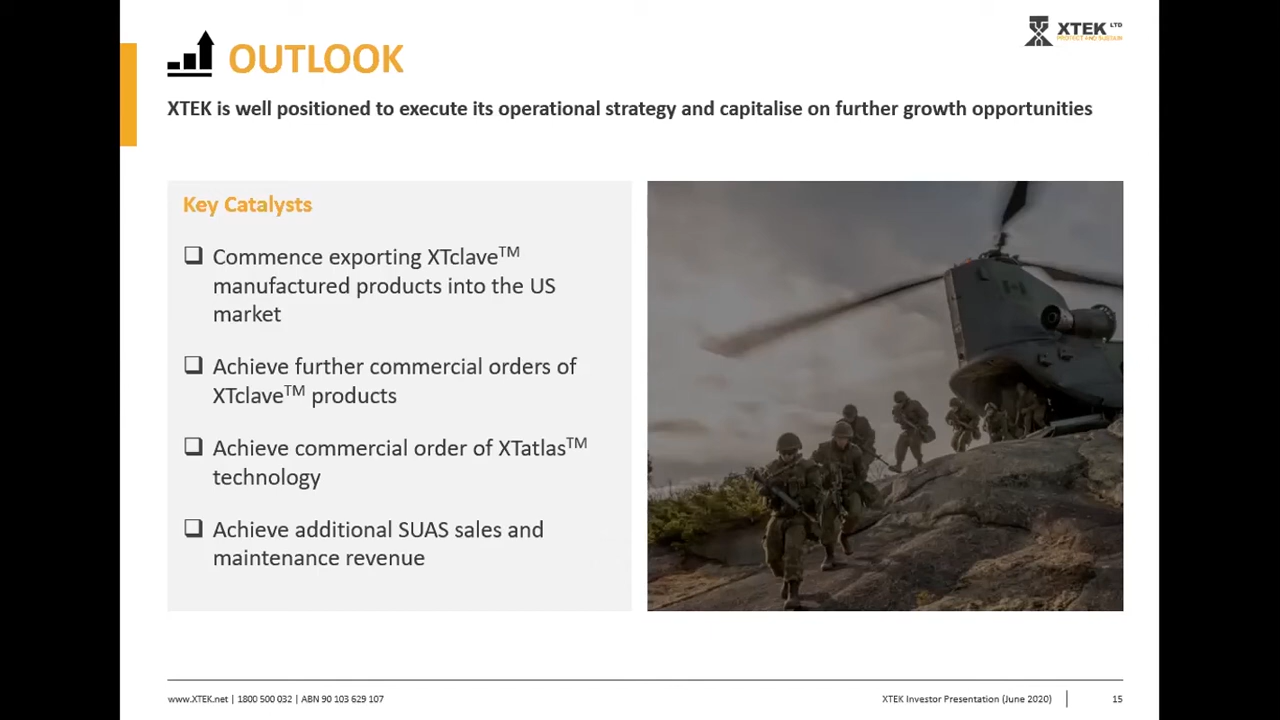 XTEK LTD
PROTECT AND SUSTAIN
OUTLOOK
XTEK is well positioned to execute its operational strategy and capitalise on further growth opportunities
Key Catalysts
Commence exporting XTclaveTM
manufactured products into the US
market
Achieve further commercial orders of
XTclaveTM products
Achieve commercial order of XTatlasTM
technology
Achieve additional SUAS sales and
maintenance revenue
www.XTEK.net | 1800 500 032 | ABN 90 103 629 107
XTEK Investor Presentation (June 2020)
15